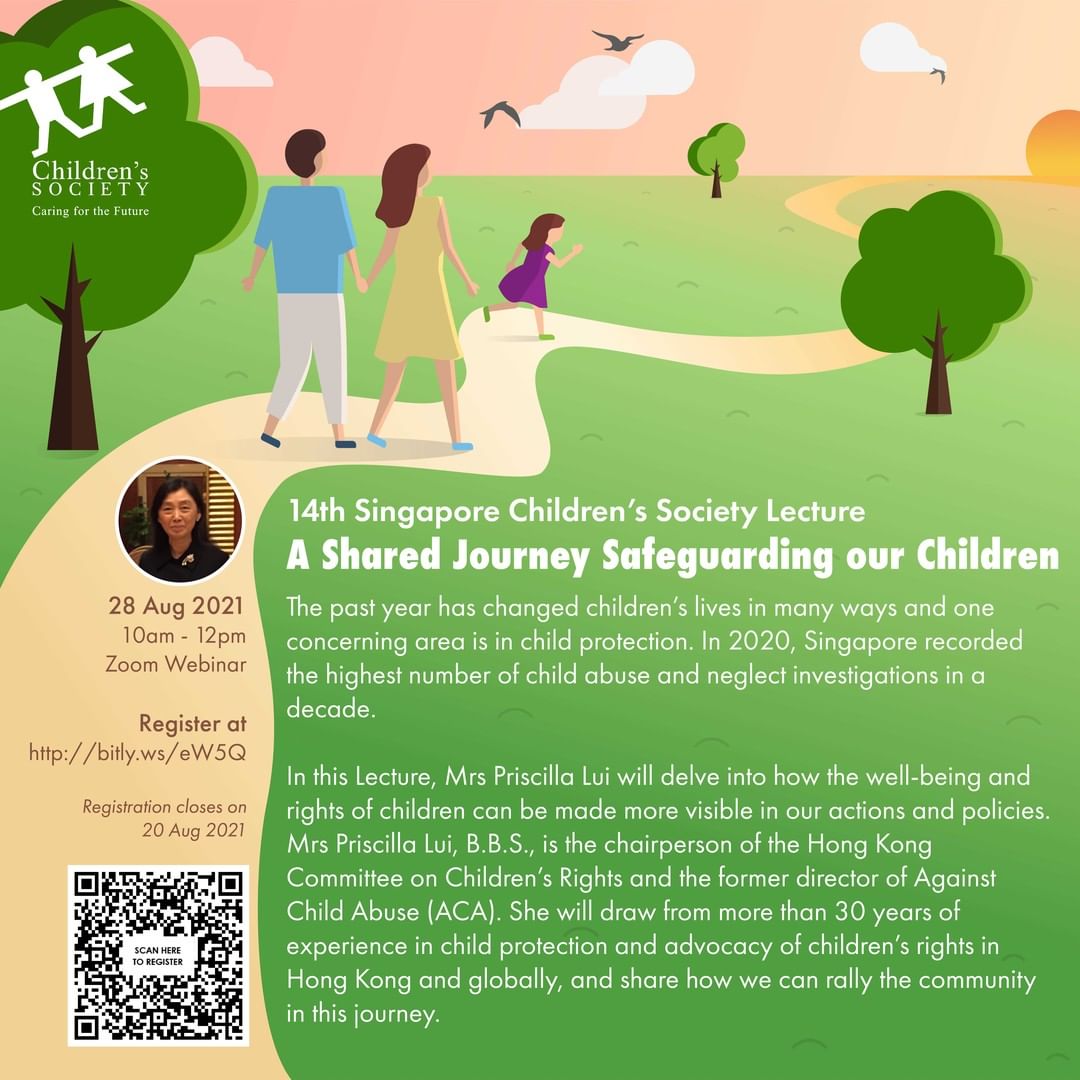 Children's
SOCIETY
Caring for the Future
14th Singapore Children's Society Lecture
A Shared Journey Safeguarding our Children
28 Aug 2021
10am - 12pm
Zoom Webinar
Register at
http://bitly.ws/eW5Q
Registration closes on
20 Aug 2021
SCAN HERE
TO REGISTER
The past year has changed children's lives in many ways and one
concerning area is in child protection. In 2020, Singapore recorded
the highest number of child abuse and neglect investigations in a
decade.
In this Lecture, Mrs Priscilla Lui will delve into how the well-being and
rights of children can be made more visible in our actions and policies.
Mrs Priscilla Lui, B.B.S., is the chairperson of the Hong Kong
Committee on Children's Rights and the former director of Against
Child Abuse (ACA). She will draw from more than 30 years of
experience in child protection and advocacy of children's rights in
Hong Kong and globally, and share how we can rally the community
in this journey.